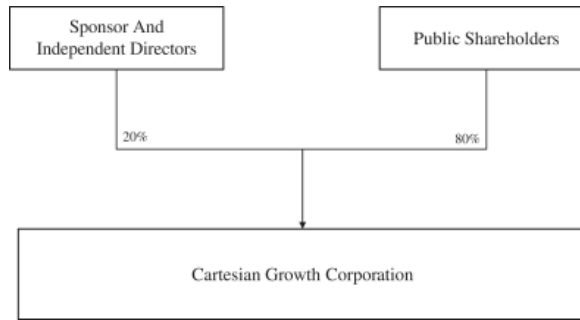 Sponsor And
Independent Directors
Public Shareholders
20%
80%
Cartesian Growth Corporation